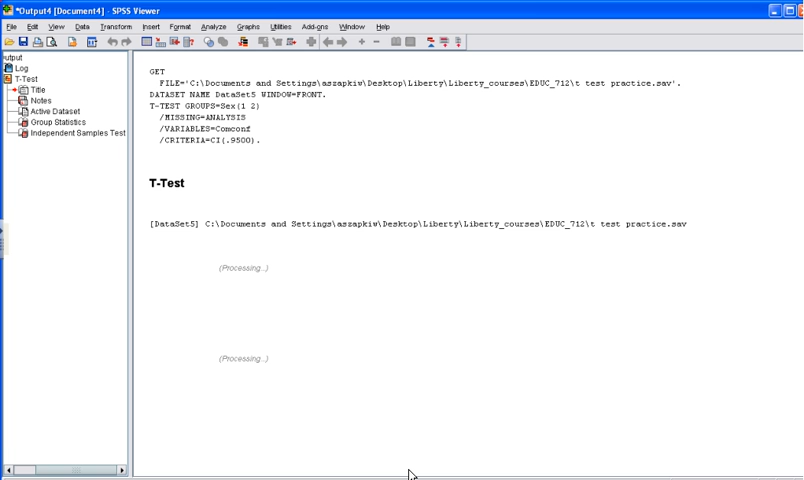 *Output4 [Document4] - SPSS Viewer
File Edit View Data Transform Insert Format Analyze Graphs Utilities Add-ons Window Help
utput
Log
T-Test
Title
Notes
Active Dataset
Group Statistics
Independent Samples Test
GET
FILE='C:\Documents and Settings\aszapkiw\Desktop\Liberty\Liberty_courses\EDUC_712\t test practice.sav'.
DATASET NAME DataSet5 WINDOW=FRONT.
T-TEST GROUPS=Sex(1 2)
/MISSING=ANALYSIS
/VARIABLES=Comconf
/CRITERIA=CI(.9500).
T-Test
[DataSet5] C:\Documents and Settings\aszapkiw\Desktop\Liberty\Liberty_courses\EDUC_712\t test practice.sav
(Processing..)
(Processing..)